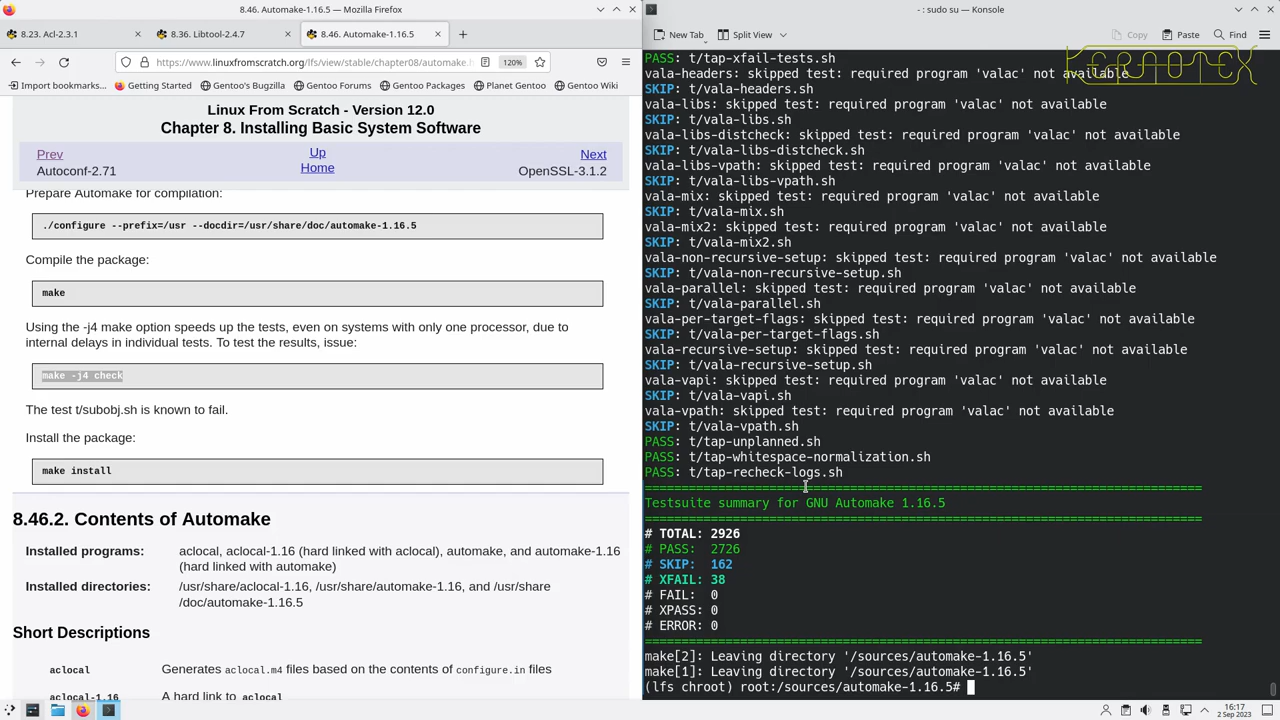 8.46. Automake-1.16.5 — Mozilla Firefox
8.23. Acl-2.3.1
8.36. Libtool-2.4.7
8.46. Automake-1.16.5
https://www.linuxfromscratch.org/lfs/view/stable/chapter08/automake.h
120%
Import bookmarks...
Getting Started
Gentoo's Bugzilla
Gentoo Forums
Gentoo Packages
Planet Gentoo
Gentoo Wiki
Linux From Scratch - Version 12.0
Chapter 8. Installing Basic System Software
Prev
Up
Next
Autoconf-2.71
Home
OpenSSL-3.1.2
Prepare Automake for compilation:
./configure --prefix=/usr --docdir=/usr/share/doc/automake-1.16.5
Compile the package:
make
Using the -j4 make option speeds up the tests, even on systems with only one processor, due to
internal delays in individual tests. To test the results, issue:
make -j4 check
The test t/subobj.sh is known to fail.
Install the package:
make install
8.46.2. Contents of Automake
Installed programs: aclocal, aclocal-1.16 (hard linked with aclocal), automake, and automake-1.16
(hard linked with automake)
Installed directories: /usr/share/aclocal-1.16, /usr/share/automake-1.16, and /usr/share
/doc/automake-1.16.5
Short Descriptions
aclocal Generates aclocal.m4 files based on the contents of configure.in files
aclocal-1.16 A hard link to aclocal
- : sudo su — Konsole
New Tab
Split View
Copy
Paste
Find
KERNOTEX
PASS: t/tap-xfail-tests.sh
vala-headers: skipped test: required program 'valac' not available
SKIP: t/vala-headers.sh
vala-libs: skipped test: required program 'valac' not available
SKIP: t/vala-libs.sh
vala-libs-distcheck: skipped test: required program 'valac' not available
SKIP: t/vala-libs-distcheck.sh
vala-libs-vpath: skipped test: required program 'valac' not available
SKIP: t/vala-libs-vpath.sh
vala-mix: skipped test: required program 'valac' not available
SKIP: t/vala-mix.sh
vala-mix2: skipped test: required program 'valac' not available
SKIP: t/vala-mix2.sh
vala-non-recursive-setup: skipped test: required program 'valac' not available
SKIP: t/vala-non-recursive-setup.sh
vala-parallel: skipped test: required program 'valac' not available
SKIP: t/vala-parallel.sh
vala-per-target-flags: skipped test: required program 'valac' not available
SKIP: t/vala-per-target-flags.sh
vala-recursive-setup: skipped test: required program 'valac' not available
SKIP: t/vala-recursive-setup.sh
vala-vapi: skipped test: required program 'valac' not available
SKIP: t/vala-vapi.sh
vala-vpath: skipped test: required program 'valac' not available
SKIP: t/vala-vpath.sh
PASS: t/tap-unplanned.sh
PASS: t/tap-whitespace-normalization.sh
PASS: t/tap-recheck-logs.sh
============================================================================
Testsuite summary for GNU Automake 1.16.5
============================================================================
# TOTAL: 2926
# PASS:  2726
# SKIP:  162
# XFAIL: 38
# FAIL:  0
# XPASS: 0
# ERROR: 0
============================================================================
make[2]: Leaving directory '/sources/automake-1.16.5'
make[1]: Leaving directory '/sources/automake-1.16.5'
(lfs chroot) root:/sources/automake-1.16.5#
16:17
2 Sep 2023